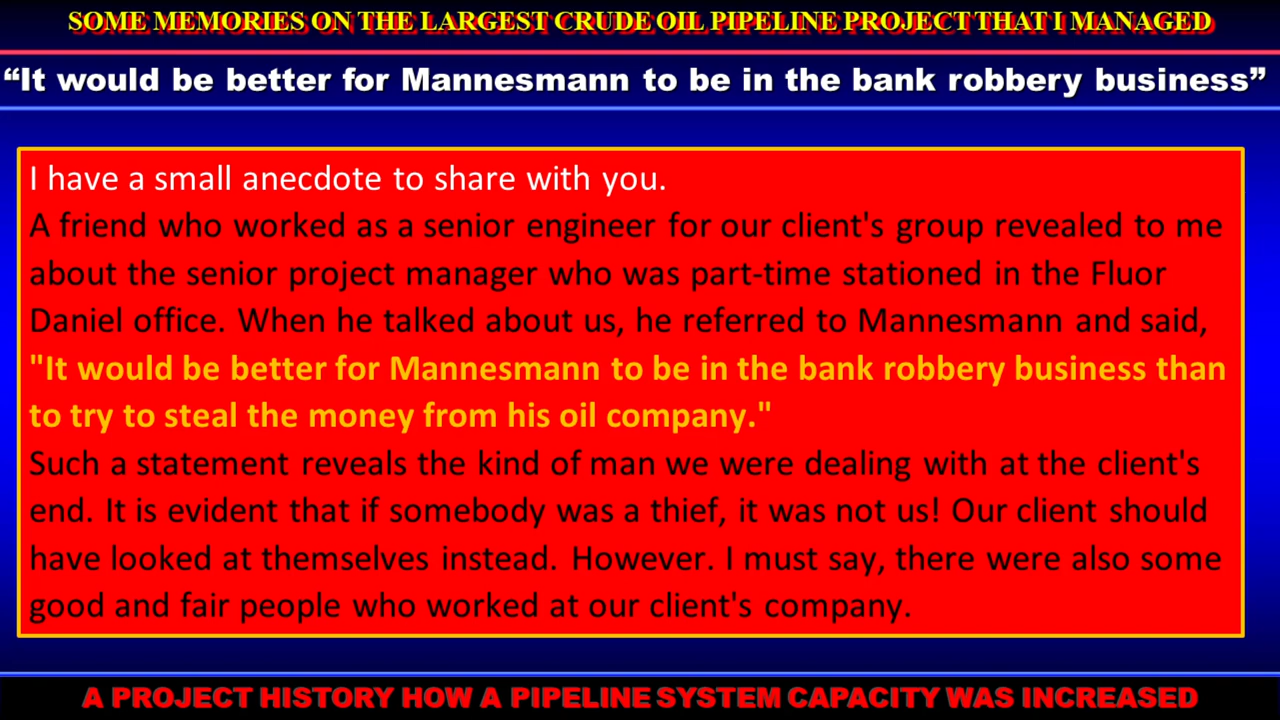 SOME MEMORIES ON THE LARGEST CRUDE OIL PIPELINE PROJECT THAT I MANAGED
“It would be better for Mannesmann to be in the bank robbery business”
I have a small anecdote to share with you.
A friend who worked as a senior engineer for our client's group revealed to me
about the senior project manager who was part-time stationed in the Fluor
Daniel office. When he talked about us, he referred to Mannesmann and said,
"It would be better for Mannesmann to be in the bank robbery business than
to try to steal the money from his oil company."
Such a statement reveals the kind of man we were dealing with at the client's
end. It is evident that if somebody was a thief, it was not us! Our client should
have looked at themselves instead. However. I must say, there were also some
good and fair people who worked at our client's company.
A PROJECT HISTORY HOW A PIPELINE SYSTEM CAPACITY WAS INCREASED